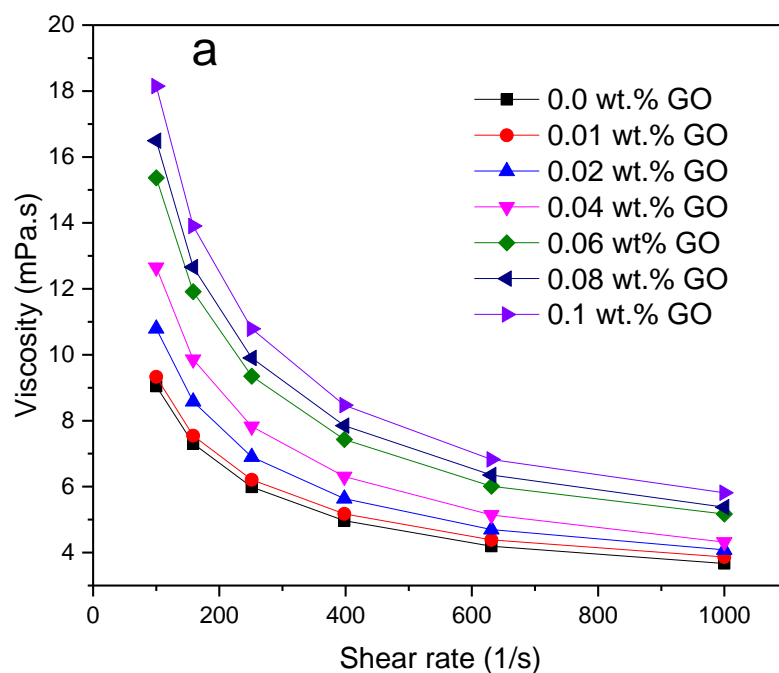 a
20
18
16
14
12
10
8
6
4
Viscosity (mPa.s)
0.0 wt.% GO
0.01 wt.% GO
0.02 wt.% GO
0.04 wt.% GO
0.06 wt% GO
0.08 wt.% GO
0.1 wt.% GO
0 200 400 600 800 1000
Shear rate (1/s)